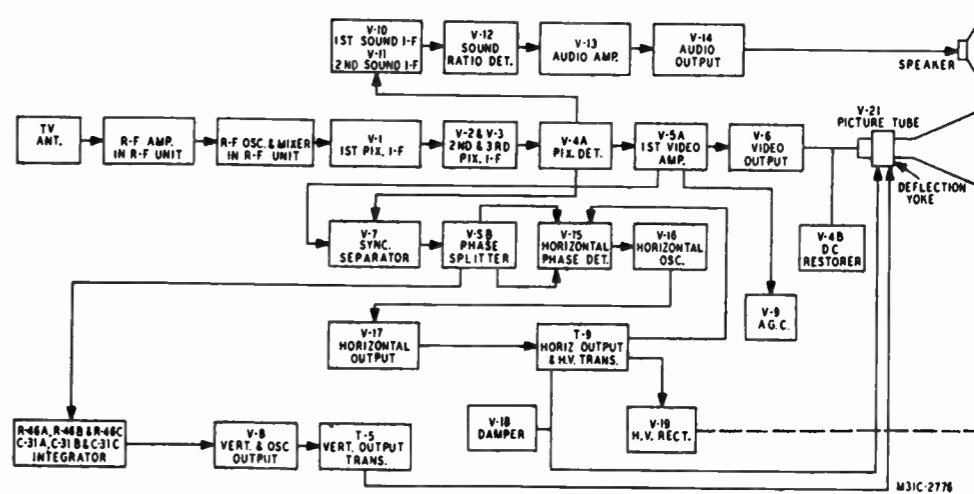 V-10
1ST SOUND I-F
V-11
2ND SOUND I-F
V-12
SOUND
RATIO DET.
V-13
AUDIO AMP.
V-14
AUDIO
OUTPUT
SPEAKER
V-21
PICTURE TUBE
TV
ANT.
R-F AMP.
IN R-F UNIT
R-F OSC. & MIXER
IN R-F UNIT
V-1
1ST PIX. I-F
V-2 & V-3
2ND & 3RD
PIX. I-F
V-4A
PIX. DET.
V-5A
1ST VIDEO
AMP.
V-6
VIDEO
OUTPUT
DEFLECTION
YOKE
V-7
SYNC.
SEPARATOR
V-5B
PHASE
SPLITTER
V-15
HORIZONTAL
PHASE DET.
V-16
HORIZONTAL
OSC.
V-4B
DC
RESTORER
V-9
A.G.C.
V-17
HORIZONTAL
OUTPUT
T-9
HORIZ OUTPUT
& H.V. TRANS.
R-46A, R-46B & R-46C
C-31A, C-31B & C-31C
INTEGRATOR
V-8
VERT. & OSC
OUTPUT
T-5
VERT. OUTPUT
TRANS.
V-18
DAMPER
V-19
H.V. RECT.
M31C-2776